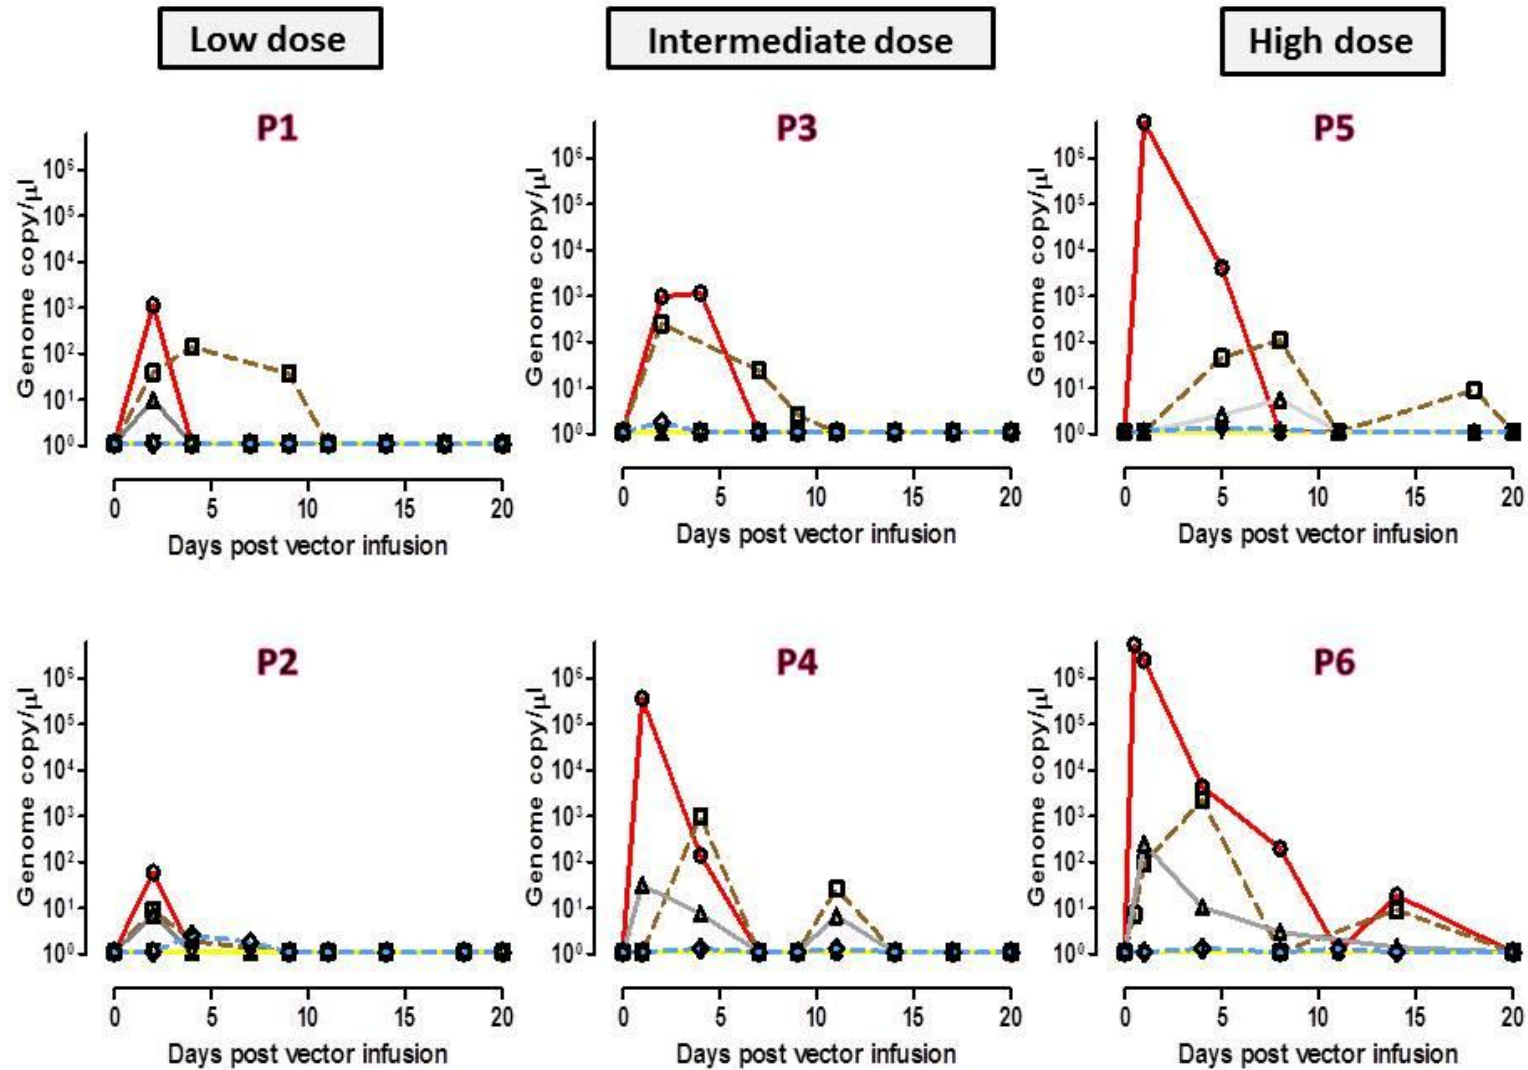 Low dose
Intermediate dose
High dose
P1
P3
P5
Genome copy/µl
10⁶
10⁵
10⁴
10³
10²
10¹
10⁰
0 5 10 15 20
Days post vector infusion
Genome copy/µl
10⁶
10⁵
10⁴
10³
10²
10¹
10⁰
0 5 10 15 20
Days post vector infusion
Genome copy/µl
10⁶
10⁵
10⁴
10³
10²
10¹
10⁰
0 5 10 15 20
Days post vector infusion
P2
P4
P6
Genome copy/µl
10⁶
10⁵
10⁴
10³
10²
10¹
10⁰
0 5 10 15 20
Days post vector infusion
Genome copy/µl
10⁶
10⁵
10⁴
10³
10²
10¹
10⁰
0 5 10 15 20
Days post vector infusion
Genome copy/µl
10⁶
10⁵
10⁴
10³
10²
10¹
10⁰
0 5 10 15 20
Days post vector infusion